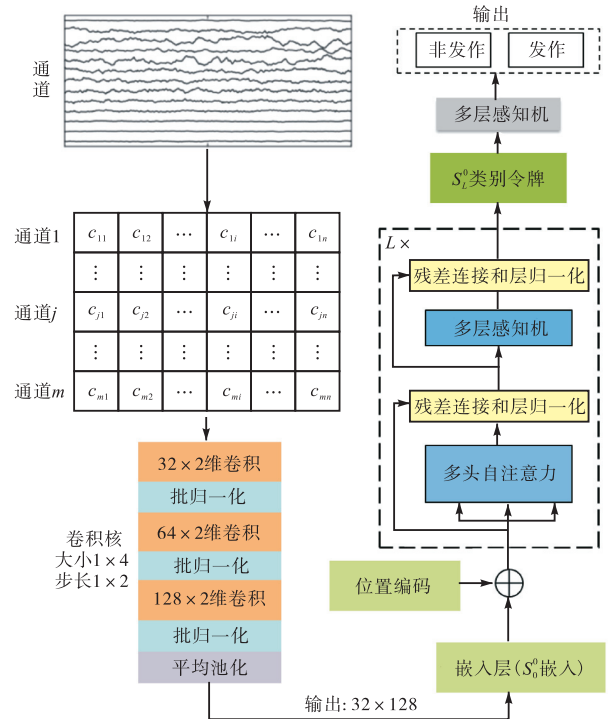 通道
通道1
c₁₁ c₁₂ ⋯ c₁ᵢ ⋯ c₁ₙ
⋮ ⋮ ⋮ ⋮ ⋮ ⋮
通道j
cⱼ₁ cⱼ₂ ⋯ cⱼᵢ ⋯ cⱼₙ
⋮ ⋮ ⋮ ⋮ ⋮ ⋮
通道m
cₘ₁ cₘ₂ ⋯ cₘᵢ ⋯ cₘₙ
卷积核
大小1×4
步长1×2
32×2维卷积
批归一化
64×2维卷积
批归一化
128×2维卷积
批归一化
平均池化
输出:32×128
嵌入层(S₀⁰嵌入)
位置编码
多头自注意力
残差连接和层归一化
多层感知机
残差连接和层归一化
L×
S_L⁰类别令牌
多层感知机
非发作 发作
输出